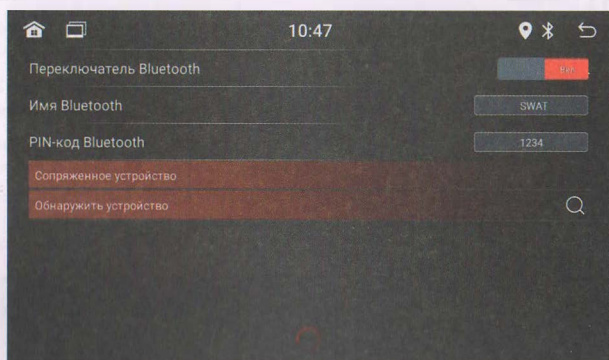 10:47
Переключатель Bluetooth
Имя Bluetooth
SWAT
PIN-код Bluetooth
1234
Сопряженное устройство
Обнаружить устройство